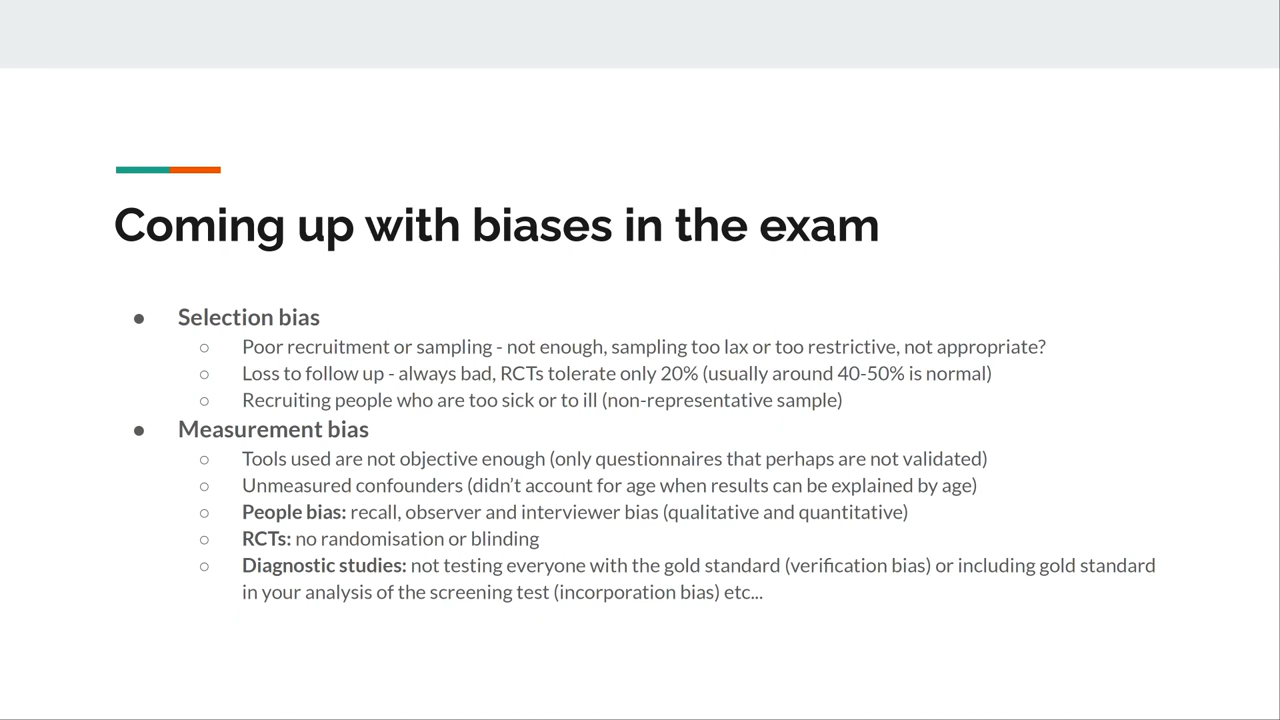 Coming up with biases in the exam
● Selection bias
○ Poor recruitment or sampling - not enough, sampling too lax or too restrictive, not appropriate?
○ Loss to follow up - always bad, RCTs tolerate only 20% (usually around 40-50% is normal)
○ Recruiting people who are too sick or to ill (non-representative sample)
● Measurement bias
○ Tools used are not objective enough (only questionnaires that perhaps are not validated)
○ Unmeasured confounders (didn't account for age when results can be explained by age)
○ People bias: recall, observer and interviewer bias (qualitative and quantitative)
○ RCTs: no randomisation or blinding
○ Diagnostic studies: not testing everyone with the gold standard (verification bias) or including gold standard
in your analysis of the screening test (incorporation bias) etc...